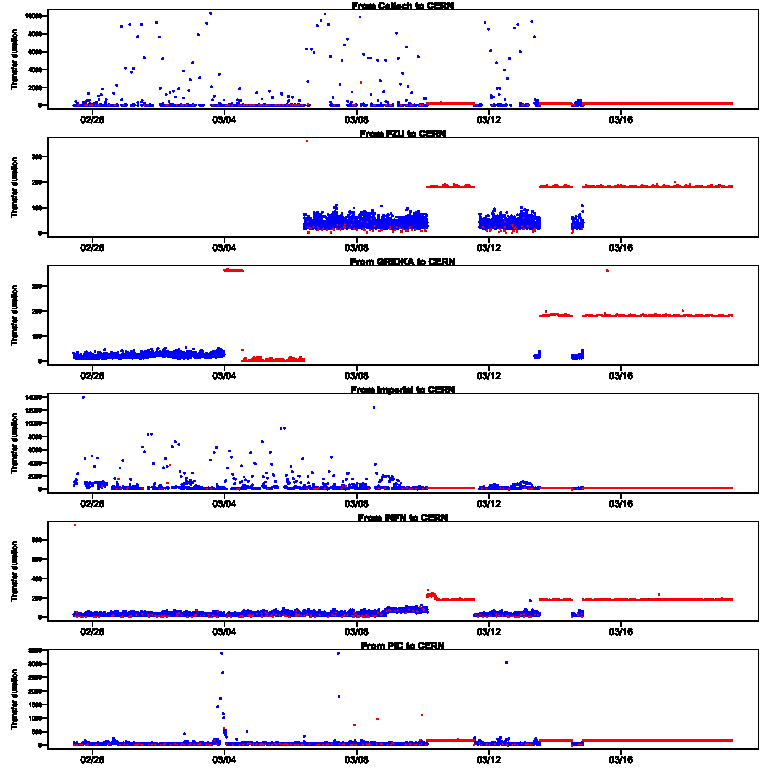 From Caltech to CERN
Transfer duration
10000
8000
6000
4000
2000
0
02/28 03/04 03/08 03/12 03/16
From FZU to CERN
Transfer duration
300
200
100
0
02/28 03/04 03/08 03/12 03/16
From GRIDKA to CERN
Transfer duration
300
200
100
0
02/28 03/04 03/08 03/12 03/16
From Imperial to CERN
Transfer duration
14000
12000
10000
8000
6000
4000
2000
0
02/28 03/04 03/08 03/12 03/16
From INFN to CERN
Transfer duration
800
600
400
200
0
02/28 03/04 03/08 03/12 03/16
From PIC to CERN
Transfer duration
3500
3000
2500
2000
1500
1000
500
0
02/28 03/04 03/08 03/12 03/16